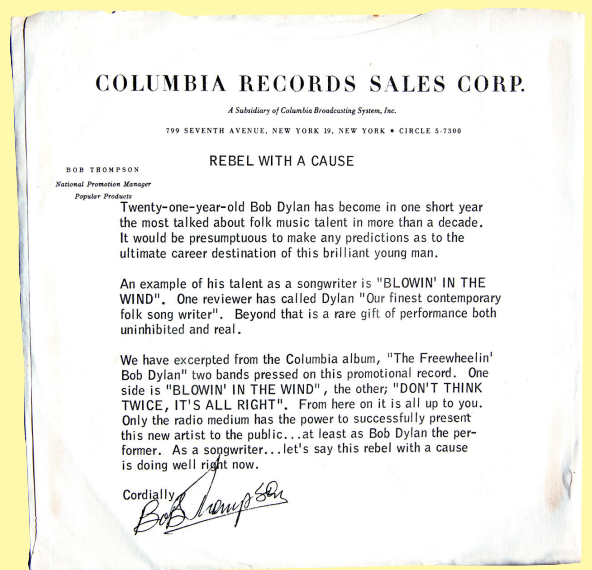 COLUMBIA RECORDS SALES CORP.
A Subsidiary of Columbia Broadcasting System, Inc.
799 SEVENTH AVENUE, NEW YORK 19, NEW YORK • CIRCLE 5-7300
REBEL WITH A CAUSE
BOB THOMPSON
National Promotion Manager
Popular Products
Twenty-one-year-old Bob Dylan has become in one short year
the most talked about folk music talent in more than a decade.
It would be presumptuous to make any predictions as to the
ultimate career destination of this brilliant young man.
An example of his talent as a songwriter is "BLOWIN' IN THE
WIND". One reviewer has called Dylan "Our finest contemporary
folk song writer". Beyond that is a rare gift of performance both
uninhibited and real.
We have excerpted from the Columbia album, "The Freewheelin'
Bob Dylan" two bands pressed on this promotional record. One
side is "BLOWIN' IN THE WIND", the other; "DON'T THINK
TWICE, IT'S ALL RIGHT". From here on it is all up to you.
Only the radio medium has the power to successfully present
this new artist to the public...at least as Bob Dylan the per-
former. As a songwriter...let's say this rebel with a cause
is doing well right now.
Cordially,
Bob Thompson